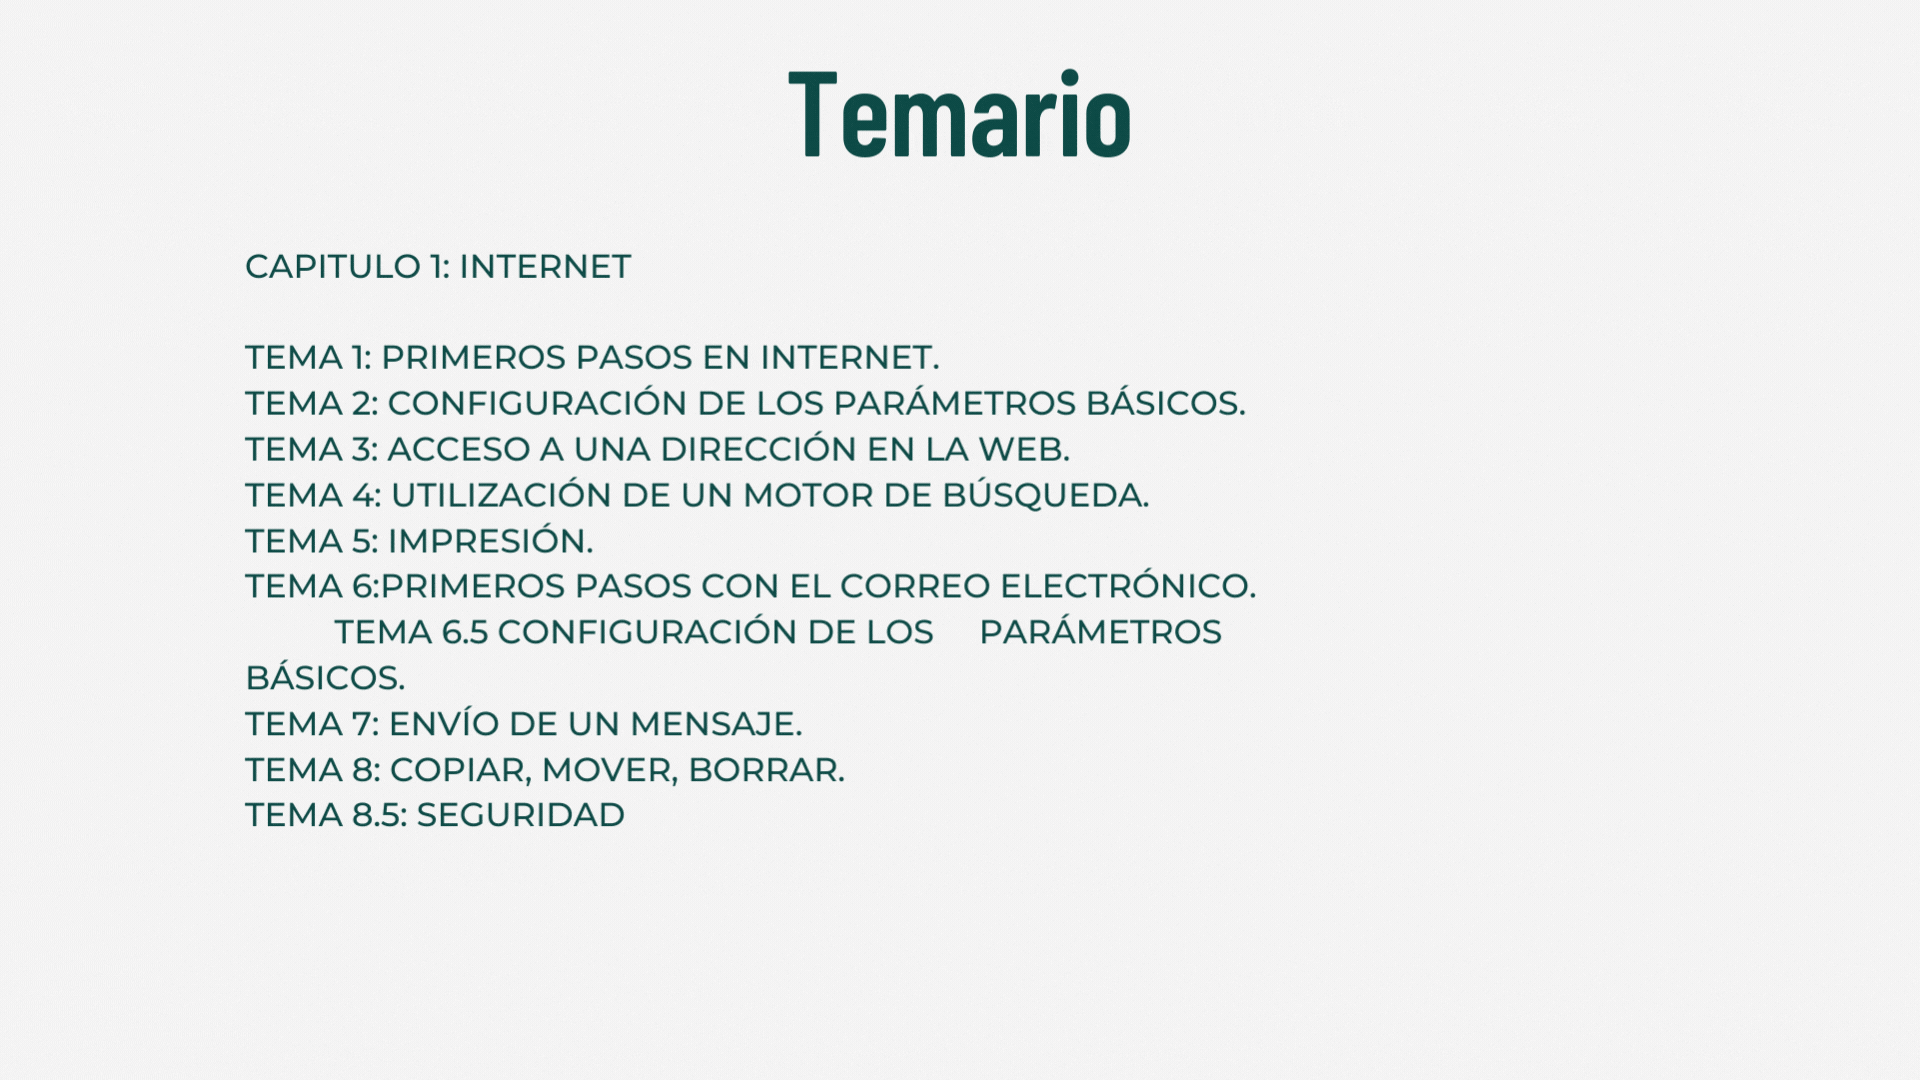 Temario
CAPITULO 1: INTERNET
TEMA 1: PRIMEROS PASOS EN INTERNET.
TEMA 2: CONFIGURACIÓN DE LOS PARÁMETROS BÁSICOS.
TEMA 3: ACCESO A UNA DIRECCIÓN EN LA WEB.
TEMA 4: UTILIZACIÓN DE UN MOTOR DE BÚSQUEDA.
TEMA 5: IMPRESIÓN.
TEMA 6:PRIMEROS PASOS CON EL CORREO ELECTRÓNICO.
TEMA 6.5 CONFIGURACIÓN DE LOS PARÁMETROS
BÁSICOS.
TEMA 7: ENVÍO DE UN MENSAJE.
TEMA 8: COPIAR, MOVER, BORRAR.
TEMA 8.5: SEGURIDAD